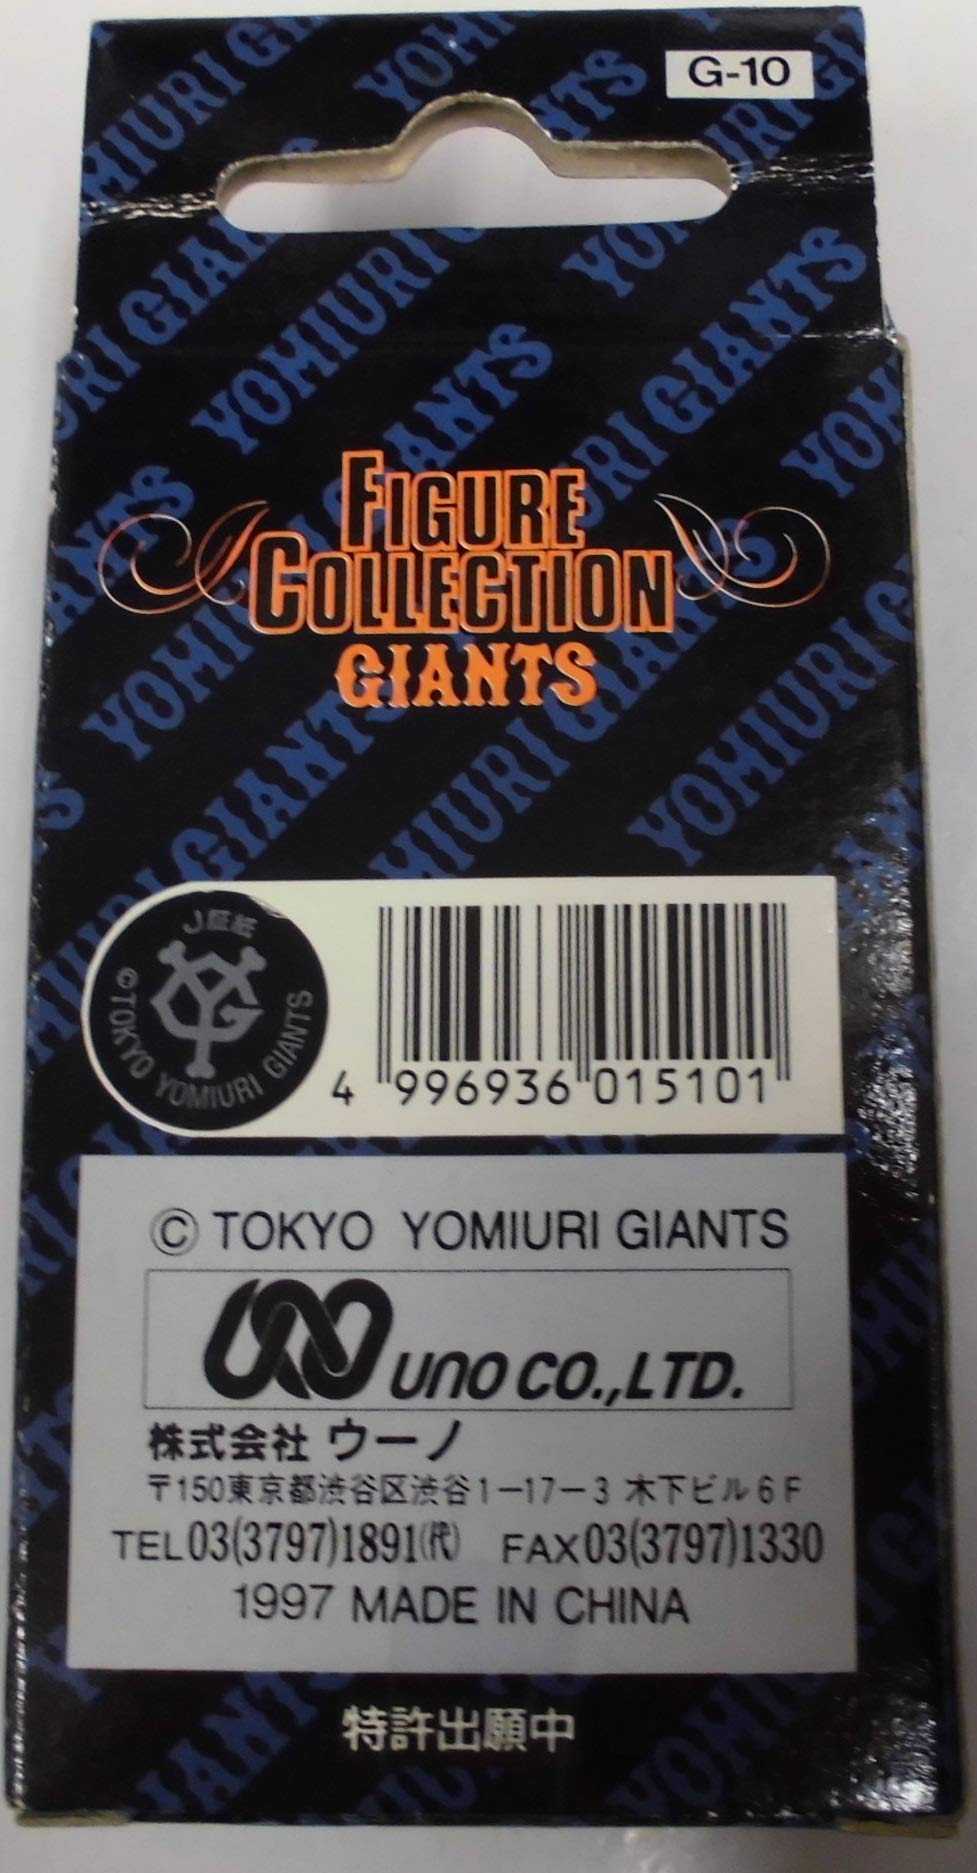 G-10
FIGURE
COLLECTION
GIANTS
J 証紙
©TOKYO YOMIURI GIANTS
4 996936 015101
© TOKYO YOMIURI GIANTS
UNO CO.,LTD.
株式会社 ウーノ
〒150東京都渋谷区渋谷1-17-3 木下ビル6F
TEL03(3797)1891(代) FAX03(3797)1330
1997 MADE IN CHINA
特許出願中
YOMIURI GIANTS